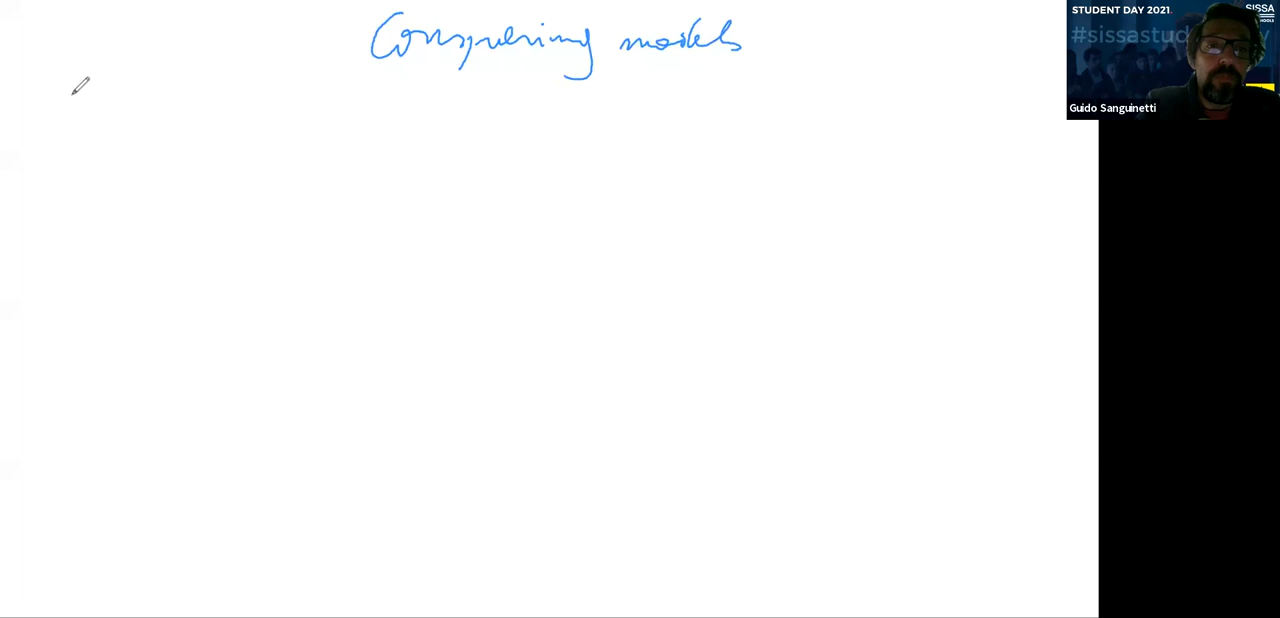 Comparing models
STUDENT DAY 2021.
SISSA
#sissastud
Guido Sanguinetti